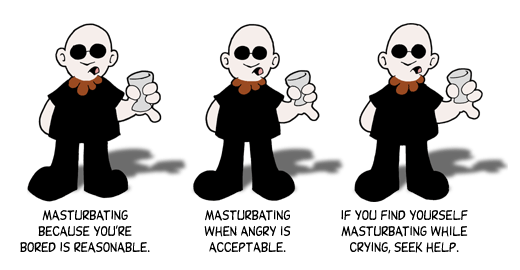 MASTURBATING
BECAUSE YOU'RE
BORED IS REASONABLE.
MASTURBATING
WHEN ANGRY IS
ACCEPTABLE.
IF YOU FIND YOURSELF
MASTURBATING WHILE
CRYING, SEEK HELP.